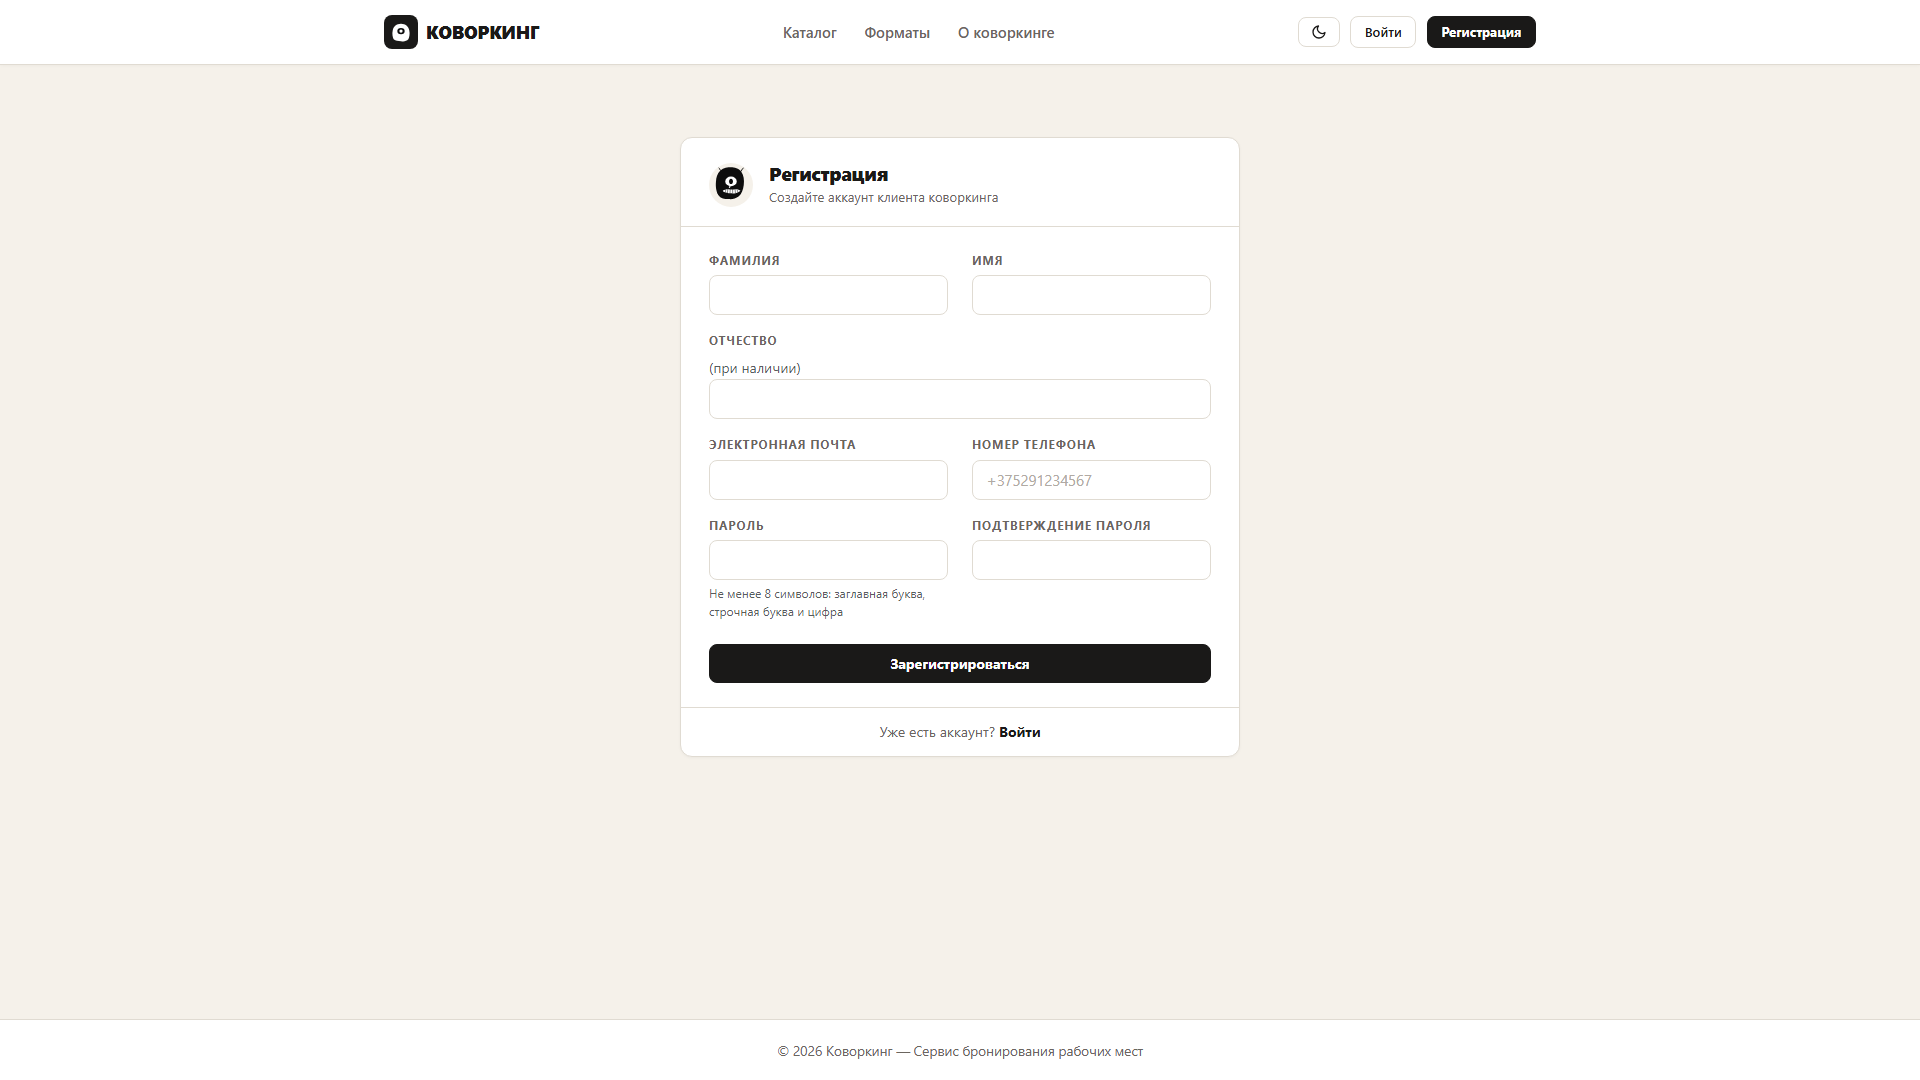 КОВОРКИНГ
Каталог
Форматы
О коворкинге
Войти
Регистрация
Регистрация
Создайте аккаунт клиента коворкинга
ФАМИЛИЯ
ИМЯ
ОТЧЕСТВО
(при наличии)
ЭЛЕКТРОННАЯ ПОЧТА
НОМЕР ТЕЛЕФОНА
+375291234567
ПАРОЛЬ
ПОДТВЕРЖДЕНИЕ ПАРОЛЯ
Не менее 8 символов: заглавная буква,
строчная буква и цифра
Зарегистрироваться
Уже есть аккаунт? Войти
© 2026 Коворкинг — Сервис бронирования рабочих мест